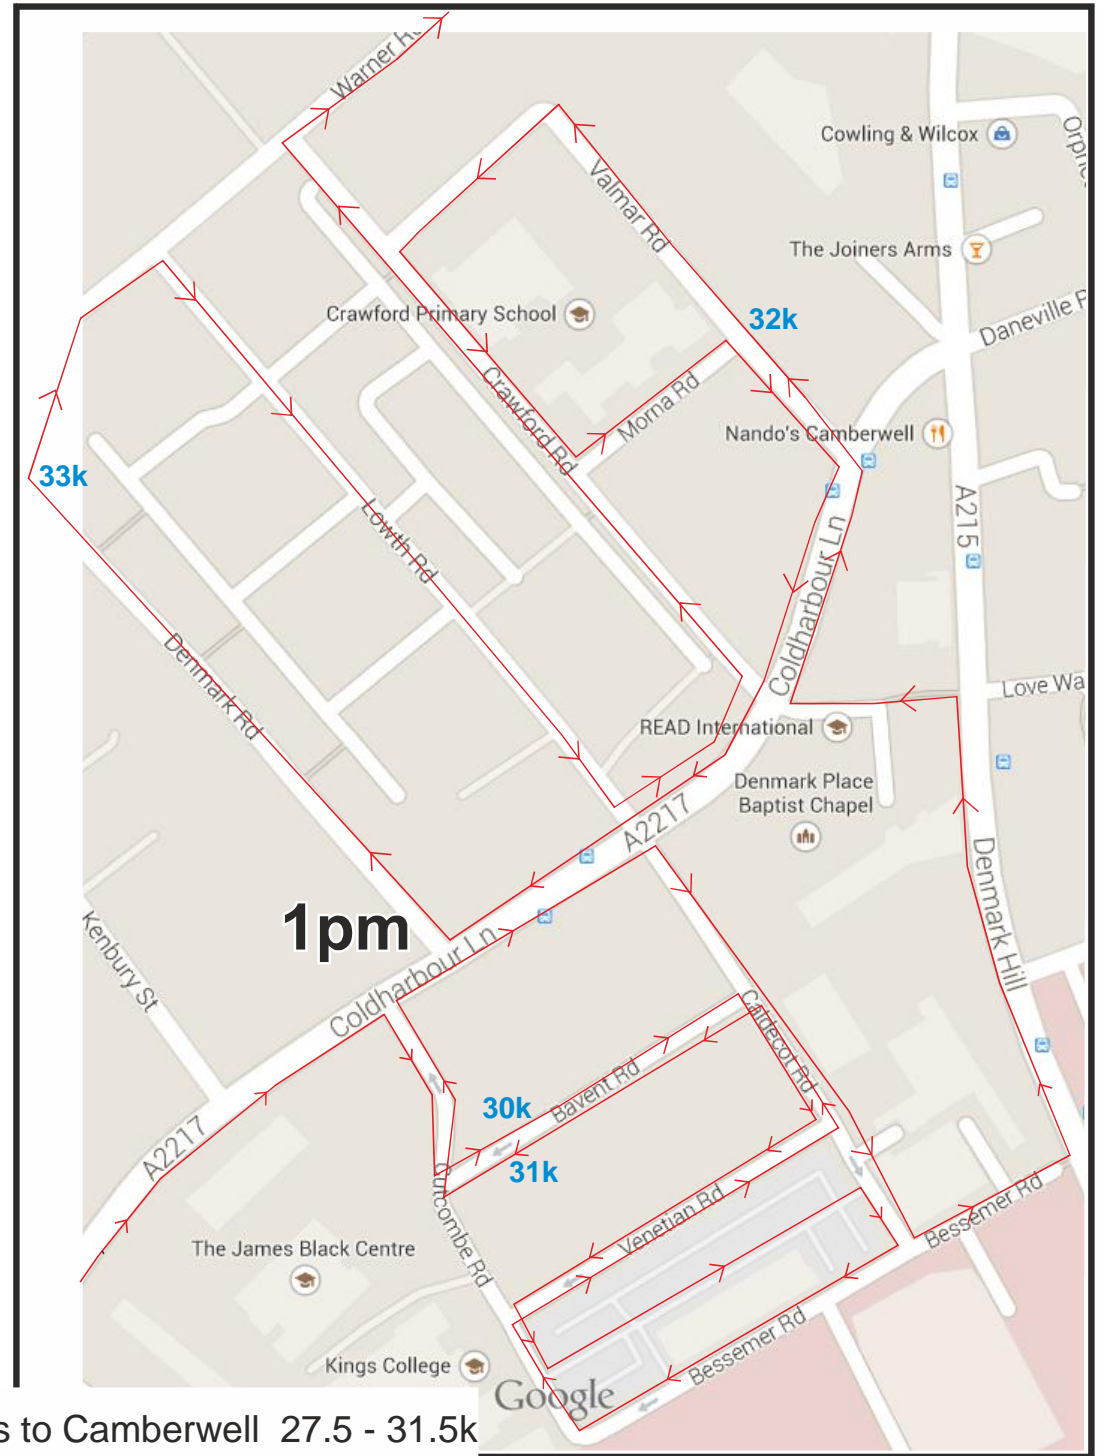 Warner Rd
Cowling & Wilcox
Valmar Rd
The Joiners Arms
Crawford Primary School
32k
Daneville
Crawford Rd
Morna Rd
Nando's Camberwell
33k
A215
Lowth Rd
Coldharbour Ln
Denmark Rd
Love Wa
READ International
Denmark Place
Baptist Chapel
A2217
Denmark Hill
1pm
Kenbury St
Coldharbour Ln
Caldecot Rd
30k
Bavent Rd
31k
A2217
Venetian Rd
Cutcombe Rd
Bessemer Rd
The James Black Centre
Bessemer Rd
Kings College
Google
s to Camberwell 27.5 - 31.5k